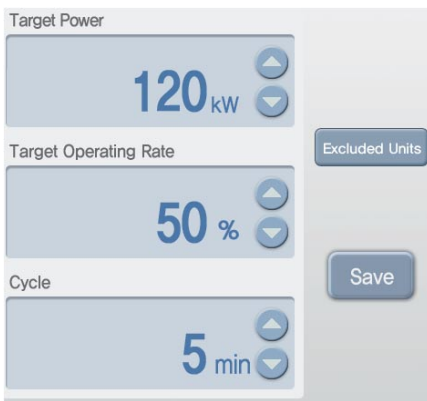 Target Power
120 kW
Target Operating Rate
50 %
Excluded Units
Cycle
5 min
Save